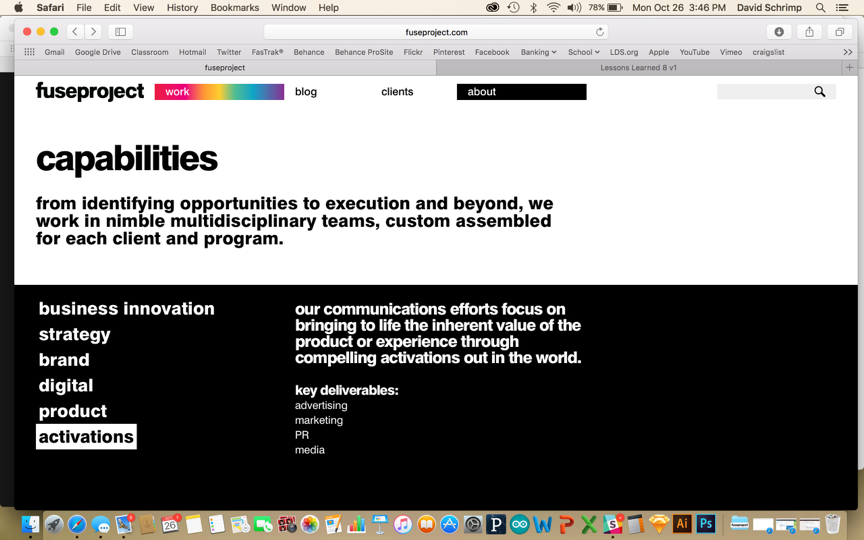 Safari File Edit View History Bookmarks Window Help 78% Mon Oct 26 3:46 PM David Schrimp
fuseproject.com
Gmail Google Drive Classroom Hotmail Twitter FasTrak® Behance Behance ProSite Flickr Pinterest Facebook Banking School LDS.org Apple YouTube Vimeo craigslist >>
fuseproject Lessons Learned 8 v1
fuseproject work blog clients about
capabilities
from identifying opportunities to execution and beyond, we
work in nimble multidisciplinary teams, custom assembled
for each client and program.
business innovation
strategy
brand
digital
product
activations
our communications efforts focus on
bringing to life the inherent value of the
product or experience through
compelling activations out in the world.
key deliverables:
advertising
marketing
PR
media
26
Ai Ps